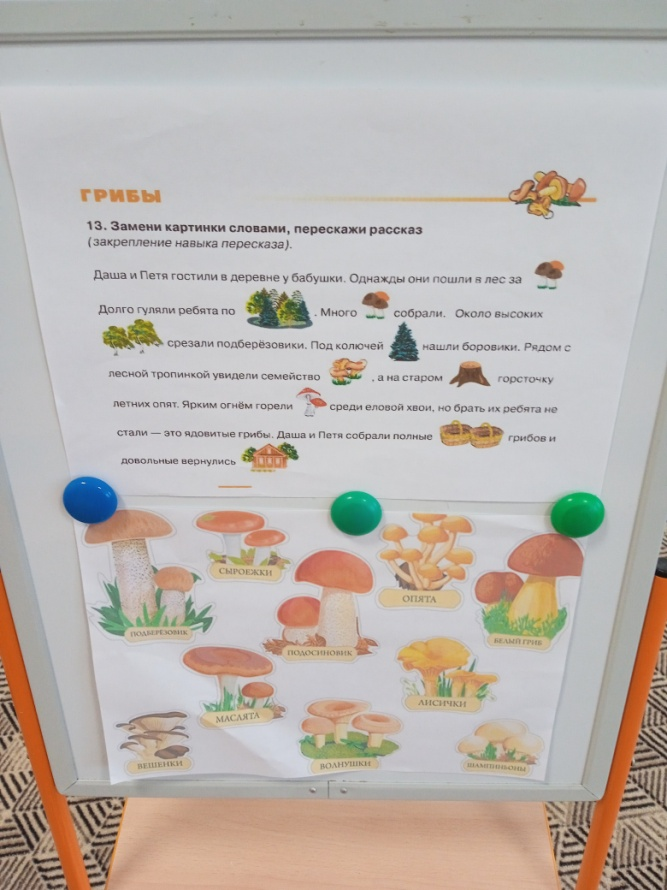 ГРИБЫ
13. Замени картинки словами, перескажи рассказ
(закрепление навыка пересказа).
Даша и Петя гостили в деревне у бабушки. Однажды они пошли в лес за
Долго гуляли ребята по . Много собрали. Около высоких
срезали подберёзовики. Под колючей нашли боровики. Рядом с
лесной тропинкой увидели семейство , а на старом горсточку
летних опят. Ярким огнём горели среди еловой хвои, но брать их ребята не
стали — это ядовитые грибы. Даша и Петя собрали полные грибов и
довольные вернулись
СЫРОЕЖКИ
ОПЯТА
ПОДБЕРЁЗОВИК
ПОДОСИНОВИК
БЕЛЫЙ ГРИБ
МАСЛЯТА
ЛИСИЧКИ
ВЕШЕНКИ
ВОЛНУШКИ
ШАМПИНЬОНЫ